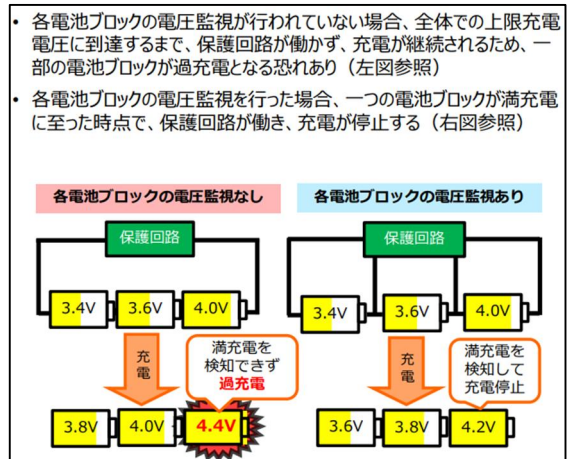 • 各電池ブロックの電圧監視が行われていない場合、全体での上限充電
電圧に到達するまで、保護回路が働かず、充電が継続されるため、一
部の電池ブロックが過充電となる恐れあり（左図参照）
• 各電池ブロックの電圧監視を行った場合、一つの電池ブロックが満充電
に至った時点で、保護回路が働き、充電が停止する（右図参照）
各電池ブロックの電圧監視なし
保護回路
3.4V 3.6V 4.0V
充
電
満充電を
検知できず
過充電
3.8V 4.0V 4.4V
各電池ブロックの電圧監視あり
保護回路
3.4V 3.6V 4.0V
充
電
満充電を
検知して
充電停止
3.6V 3.8V 4.2V